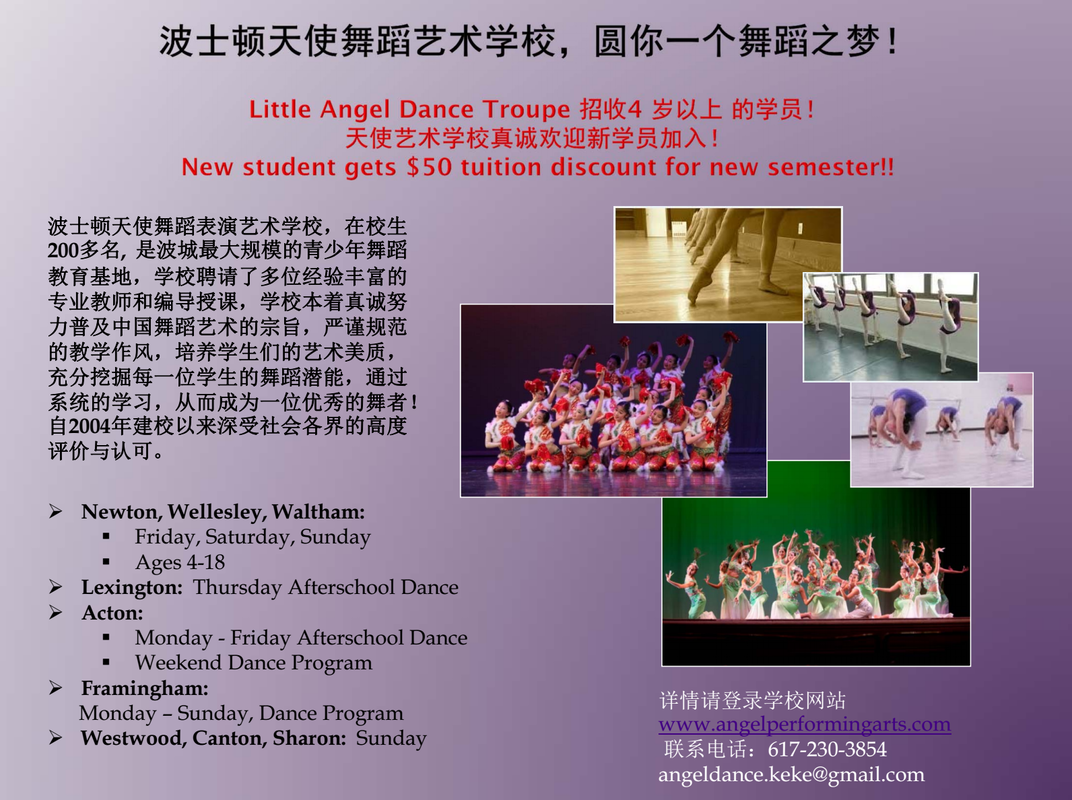 波士顿天使舞蹈艺术学校，圆你一个舞蹈之梦！
Little Angel Dance Troupe 招收4 岁以上 的学员！
天使艺术学校真诚欢迎新学员加入！
New student gets $50 tuition discount for new semester!!
波士顿天使舞蹈表演艺术学校，在校生
200多名, 是波城最大规模的青少年舞蹈
教育基地，学校聘请了多位经验丰富的
专业教师和编导授课，学校本着真诚努
力普及中国舞蹈艺术的宗旨，严谨规范
的教学作风，培养学生们的艺术美质，
充分挖掘每一位学生的舞蹈潜能，通过
系统的学习，从而成为一位优秀的舞者！
自2004年建校以来深受社会各界的高度
评价与认可。
➢ Newton, Wellesley, Waltham:
▪ Friday, Saturday, Sunday
▪ Ages 4-18
➢ Lexington: Thursday Afterschool Dance
➢ Acton:
▪ Monday - Friday Afterschool Dance
▪ Weekend Dance Program
➢ Framingham:
Monday – Sunday, Dance Program
➢ Westwood, Canton, Sharon: Sunday
详情请登录学校网站
www.angelperformingarts.com
联系电话：617-230-3854
angeldance.keke@gmail.com